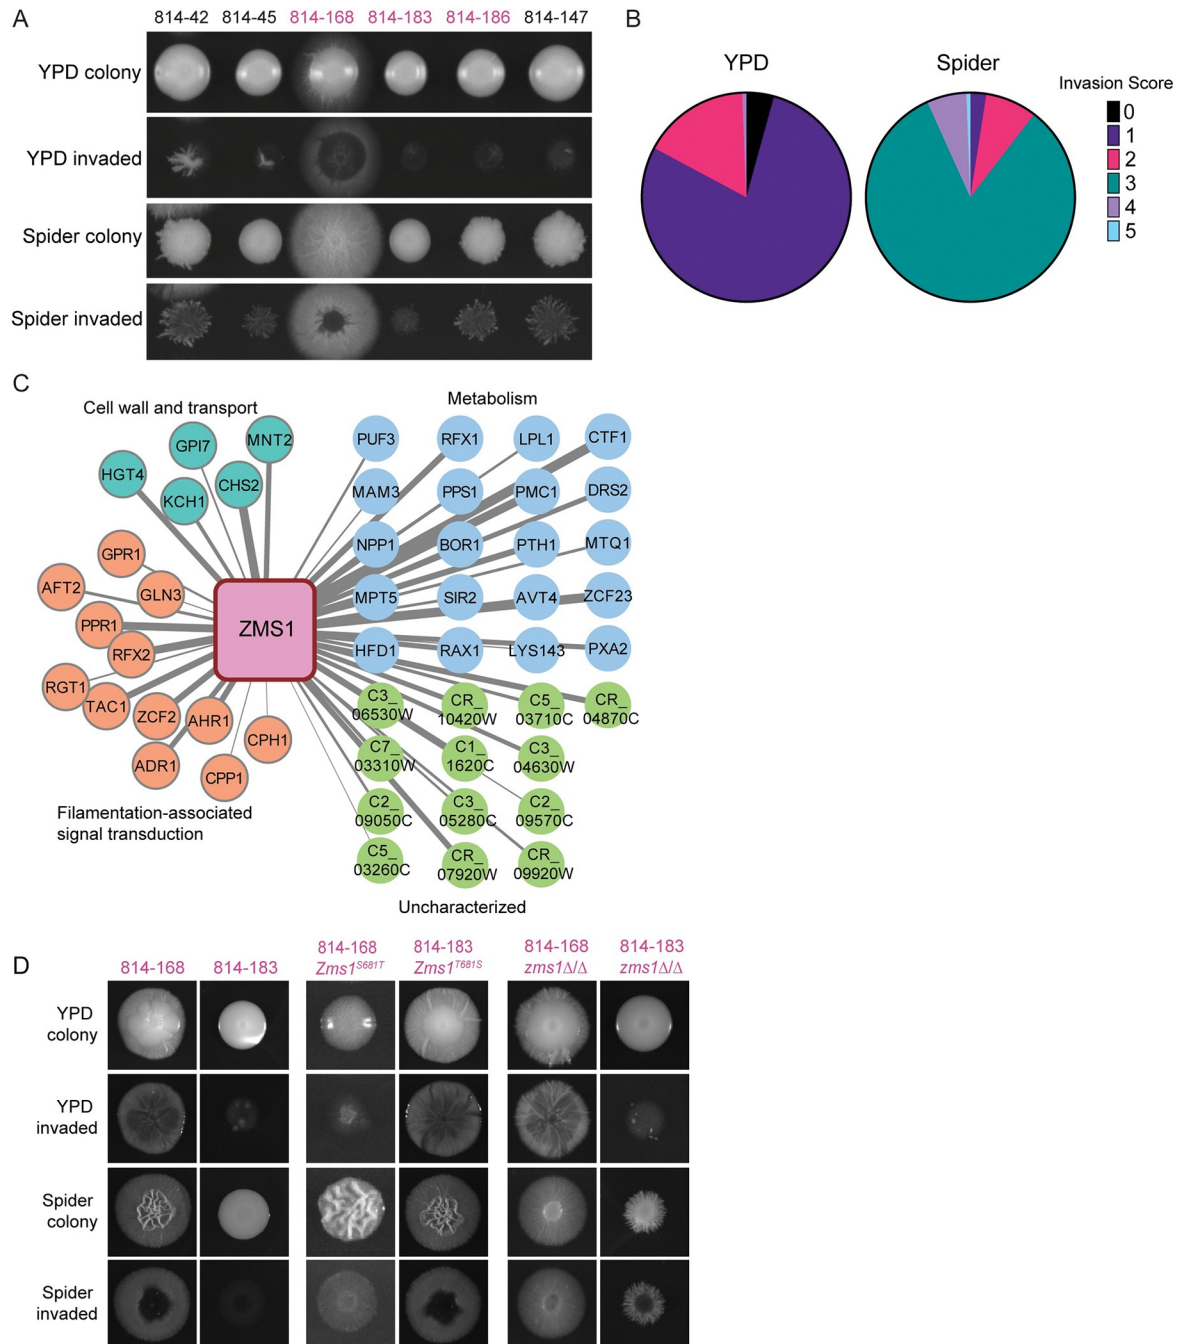 A
814-42 814-45 814-168 814-183 814-186 814-147
YPD colony
YPD invaded
Spider colony
Spider invaded
B
YPD
Spider
Invasion Score
0
1
2
3
4
5
C
Cell wall and transport
HGT4
GPI7
MNT2
KCH1
CHS2
GPR1
AFT2
GLN3
PPR1
RFX2
RGT1
TAC1
ZCF2
AHR1
ADR1
CPP1
CPH1
Filamentation-associated
signal transduction
ZMS1
Metabolism
PUF3 RFX1 LPL1 CTF1
MAM3 PPS1 PMC1 DRS2
NPP1 BOR1 PTH1 MTQ1
MPT5 SIR2 AVT4 ZCF23
HFD1 RAX1 LYS143 PXA2
C3_ CR_ C5_ CR_
06530W 10420W 03710C 04870C
C7_ C1_ C3_
03310W 1620C 04630W
C2_ C3_ C2_
09050C 05280C 09570C
C5_ CR_ CR_
03260C 07920W 09920W
Uncharacterized
D
814-168 814-183
814-168
Zms1S681T
814-183
Zms1T681S
814-168
zms1Δ/Δ
814-183
zms1Δ/Δ
YPD
colony
YPD
invaded
Spider
colony
Spider
invaded